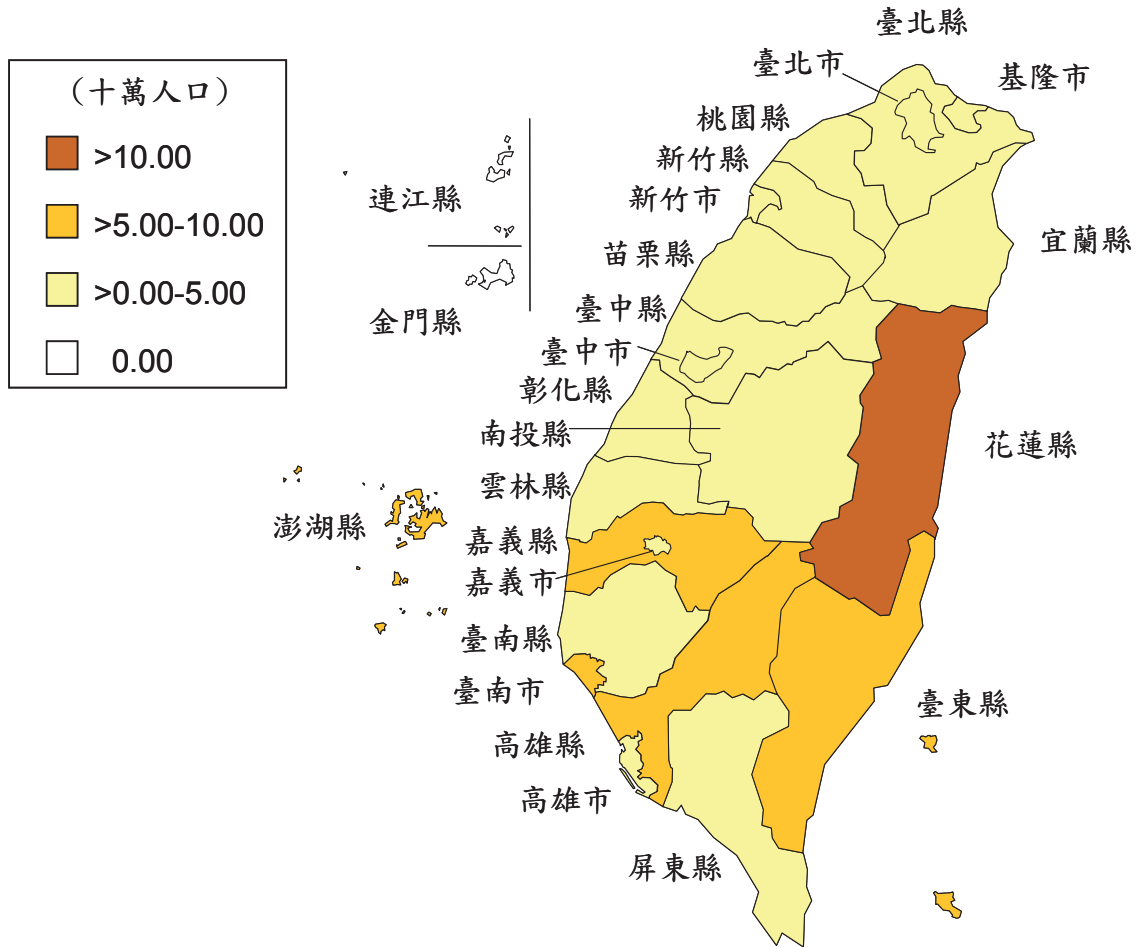 (十萬人口)
>10.00
>5.00-10.00
>0.00-5.00
0.00
臺北縣
臺北市
基隆市
桃園縣
新竹縣
新竹市
連江縣
宜蘭縣
苗栗縣
臺中縣
金門縣
臺中市
彰化縣
南投縣
花蓮縣
雲林縣
澎湖縣
嘉義縣
嘉義市
臺南縣
臺南市
臺東縣
高雄縣
高雄市
屏東縣